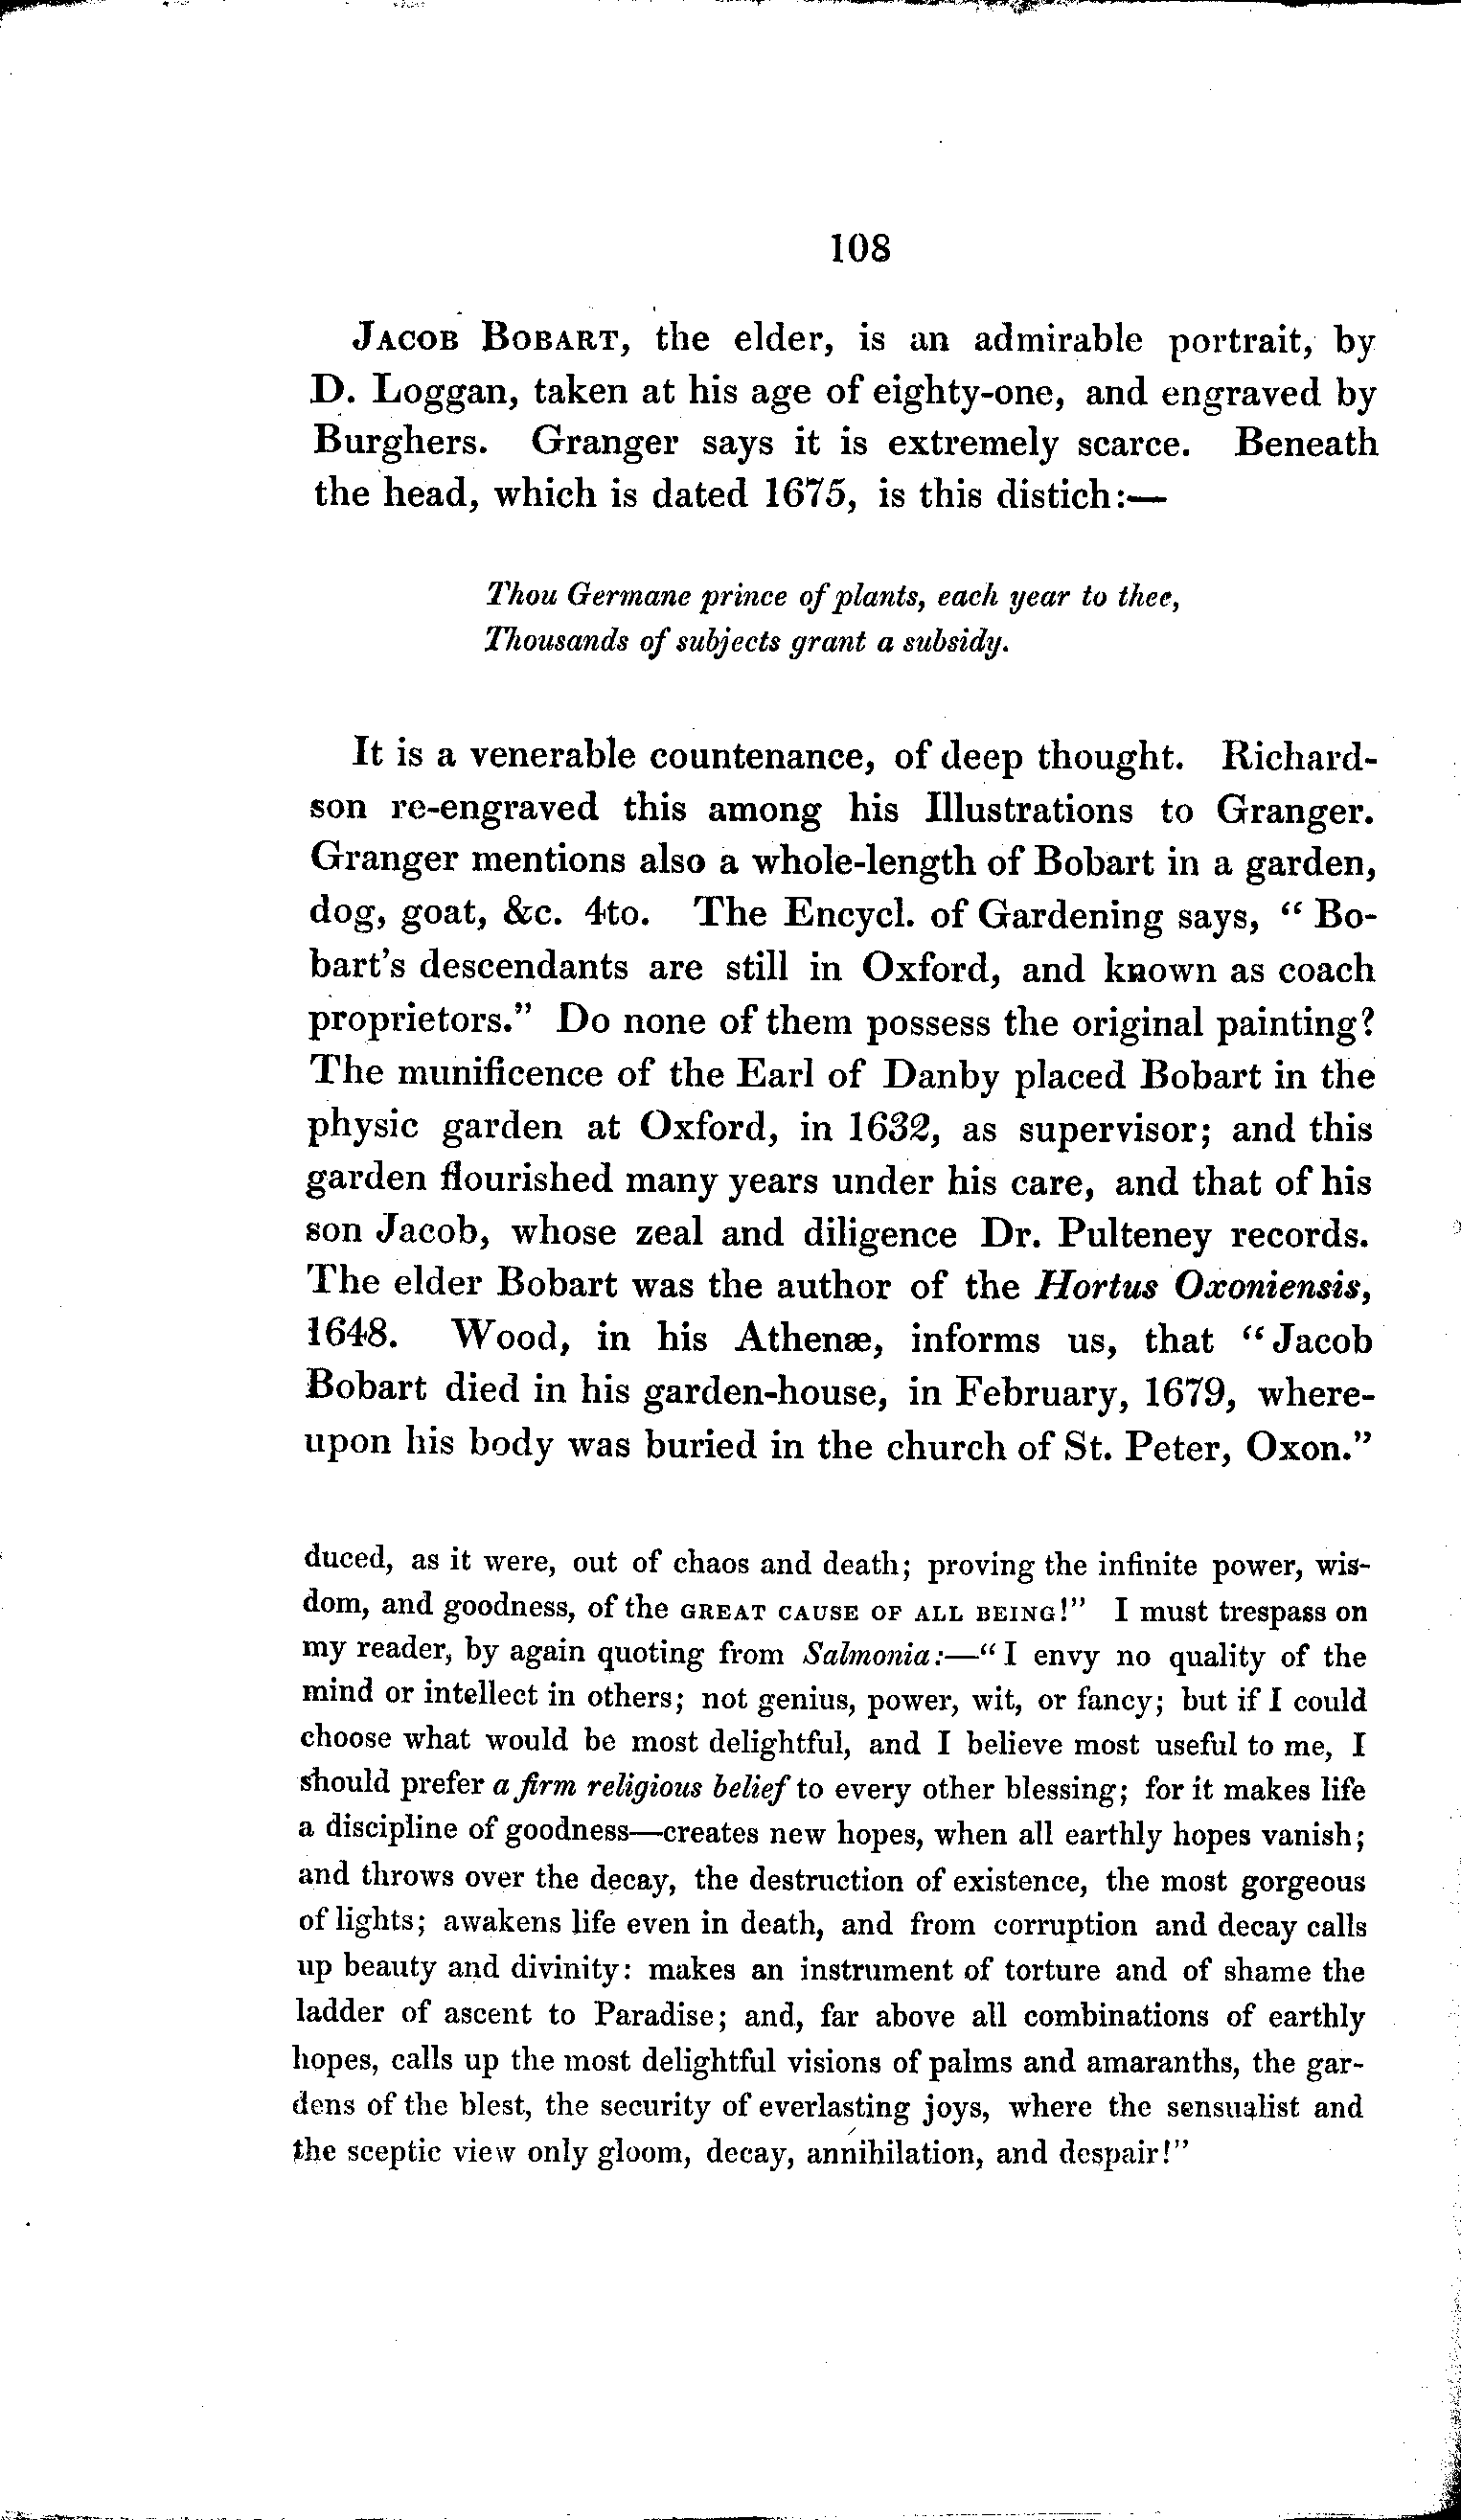 108
JACOB BOBART, the elder, is an admirable portrait, by
D. Loggan, taken at his age of eighty-one, and engraved by
Burghers. Granger says it is extremely scarce. Beneath
the head, which is dated 1675, is this distich:—
Thou Germane prince of plants, each year to thee,
Thousands of subjects grant a subsidy.
It is a venerable countenance, of deep thought. Richard-
son re-engraved this among his Illustrations to Granger.
Granger mentions also a whole-length of Bobart in a garden,
dog, goat, &c. 4to. The Encycl. of Gardening says, "Bo-
bart's descendants are still in Oxford, and known as coach
proprietors." Do none of them possess the original painting?
The munificence of the Earl of Danby placed Bobart in the
physic garden at Oxford, in 1632, as supervisor; and this
garden flourished many years under his care, and that of his
son Jacob, whose zeal and diligence Dr. Pulteney records.
The elder Bobart was the author of the Hortus Oxoniensis,
1648. Wood, in his Athenæ, informs us, that "Jacob
Bobart died in his garden-house, in February, 1679, where-
upon his body was buried in the church of St. Peter, Oxon."
duced, as it were, out of chaos and death; proving the infinite power, wis-
dom, and goodness, of the GREAT CAUSE OF ALL BEING!" I must trespass on
my reader, by again quoting from Salmonia:—"I envy no quality of the
mind or intellect in others; not genius, power, wit, or fancy; but if I could
choose what would be most delightful, and I believe most useful to me, I
should prefer a firm religious belief to every other blessing; for it makes life
a discipline of goodness—creates new hopes, when all earthly hopes vanish;
and throws over the decay, the destruction of existence, the most gorgeous
of lights; awakens life even in death, and from corruption and decay calls
up beauty and divinity: makes an instrument of torture and of shame the
ladder of ascent to Paradise; and, far above all combinations of earthly
hopes, calls up the most delightful visions of palms and amaranths, the gar-
dens of the blest, the security of everlasting joys, where the sensualist and
the sceptic view only gloom, decay, annihilation, and despair!"